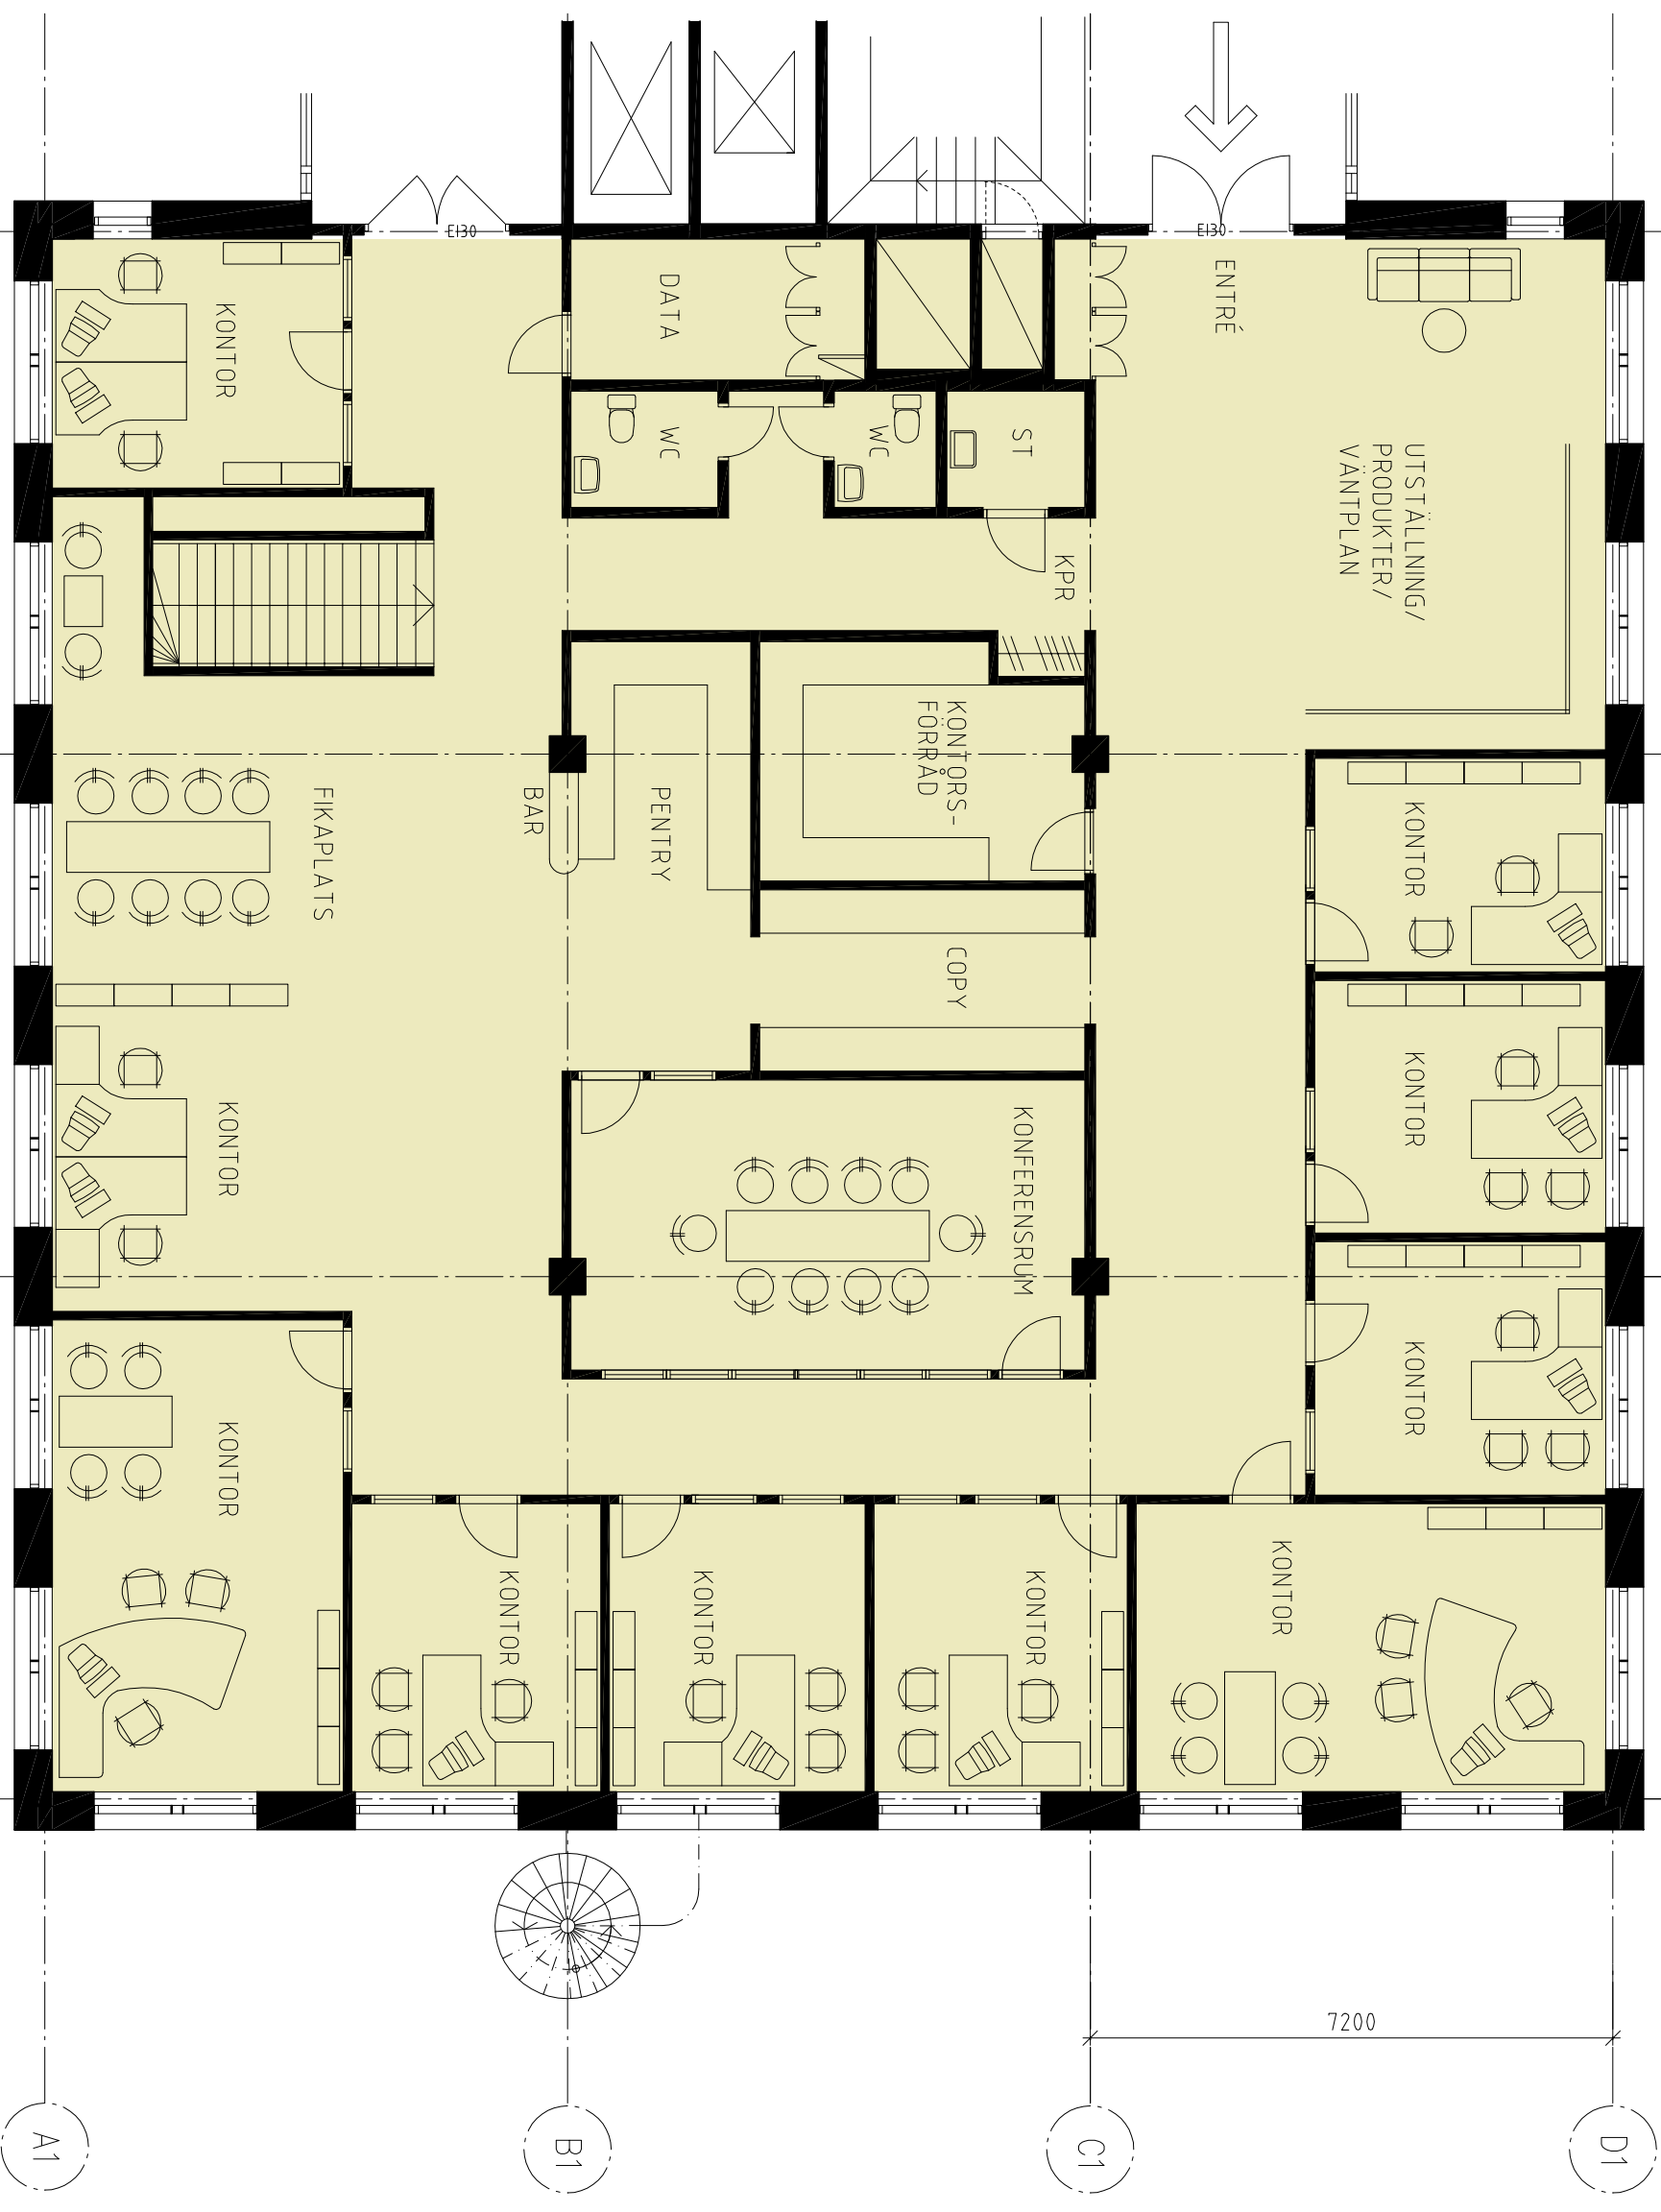 EI30
EI30
ENTRÉ
DATA
KONTOR
WC
WC
ST
UTSTÄLLNING/
PRODUKTER/
VÄNTPLAN
KPR
KONTORS-
FÖRRÅD
PENTRY
BAR
FIKAPLATS
KONTOR
COPY
KONTOR
KONTOR
KONFERENSRUM
KONTOR
KONTOR
KONTOR
KONTOR
KONTOR
KONTOR
KONTOR
7200
A1
B1
C1
D1